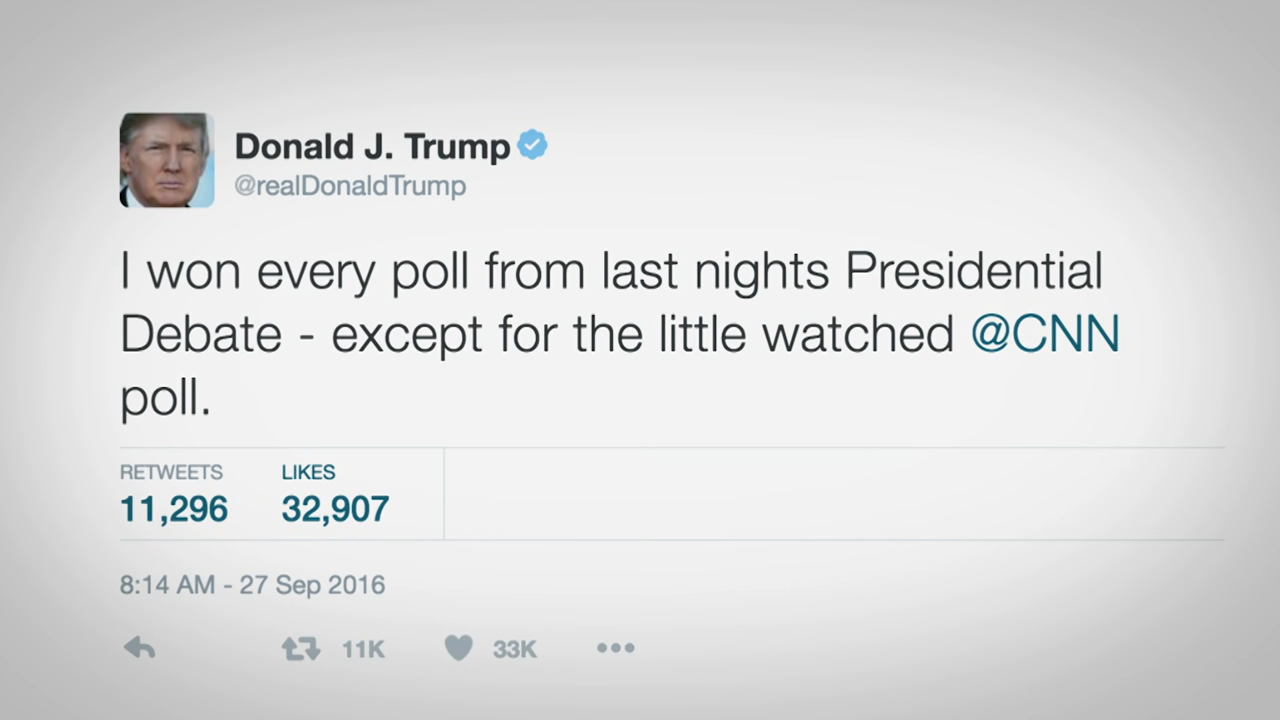 Donald J. Trump
@realDonaldTrump
I won every poll from last nights Presidential
Debate - except for the little watched @CNN
poll.
RETWEETS LIKES
11,296 32,907
8:14 AM - 27 Sep 2016
11K 33K